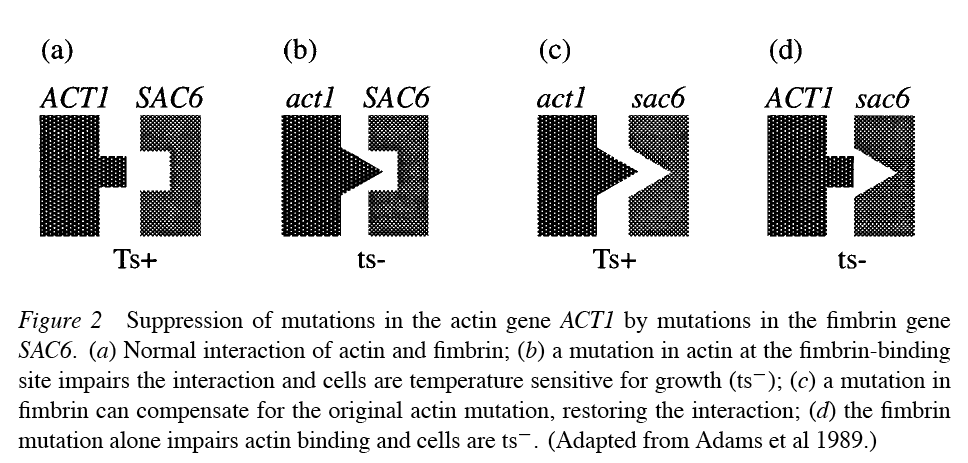 (a) (b) (c) (d)
ACT1 SAC6 act1 SAC6 act1 sac6 ACT1 sac6
Ts+ ts- Ts+ ts-
Figure 2 Suppression of mutations in the actin gene ACT1 by mutations in the fimbrin gene
SAC6. (a) Normal interaction of actin and fimbrin; (b) a mutation in actin at the fimbrin-binding
site impairs the interaction and cells are temperature sensitive for growth (ts⁻); (c) a mutation in
fimbrin can compensate for the original actin mutation, restoring the interaction; (d) the fimbrin
mutation alone impairs actin binding and cells are ts⁻. (Adapted from Adams et al 1989.)